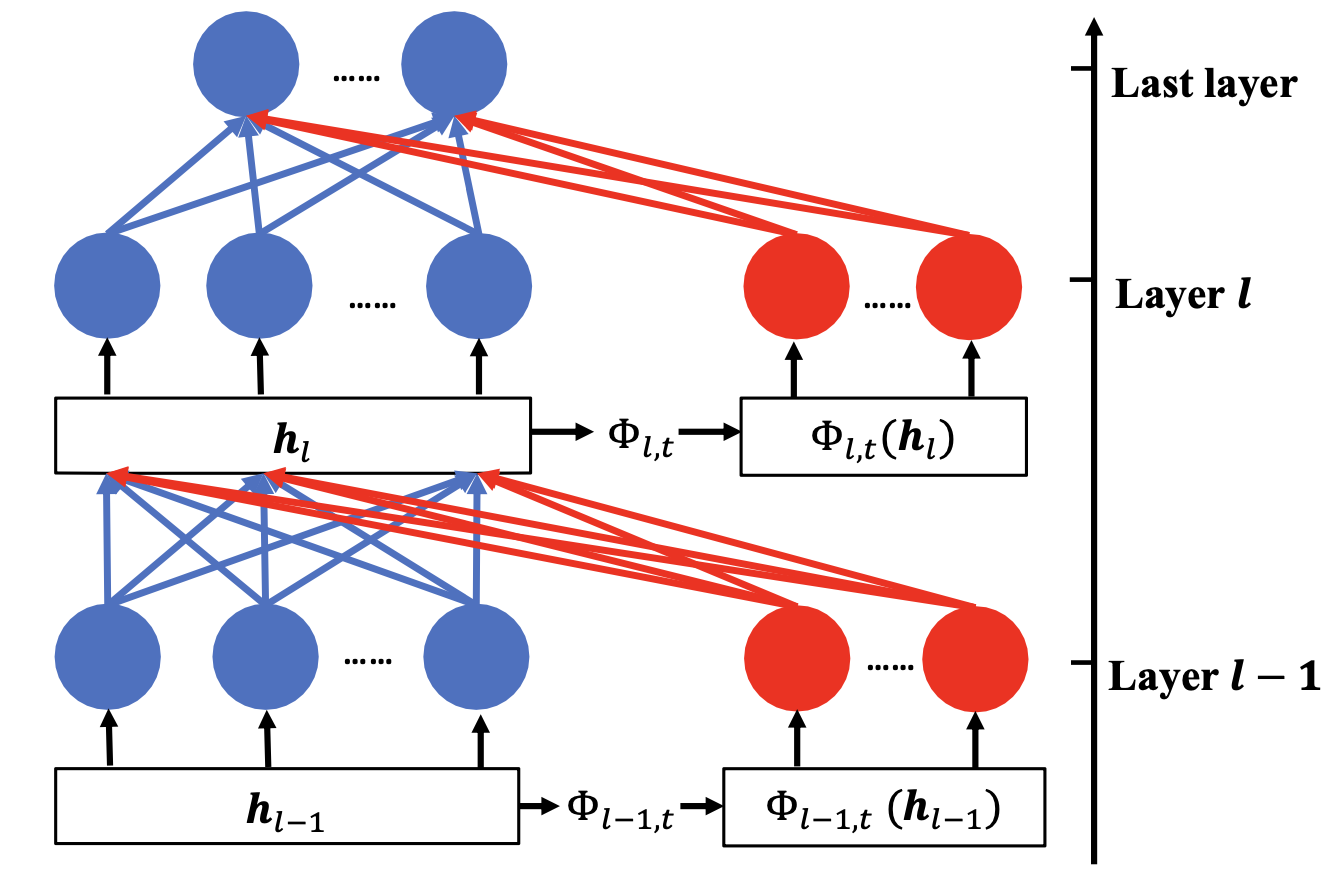 ......
Last layer
......
......
Layer l
h_l
Φ_{l,t}
Φ_{l,t}(h_l)
......
......
Layer l − 1
h_{l−1}
Φ_{l−1,t}
Φ_{l−1,t} (h_{l−1})